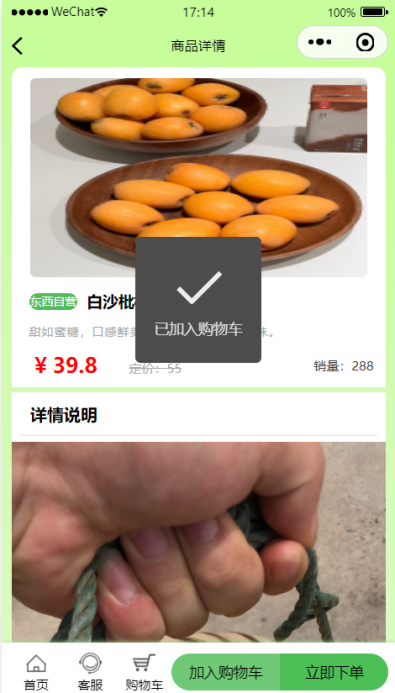 WeChat
17:14
100%
商品详情
已加入购物车
东西自营
白沙枇
甜如蜜糖，口感鲜美
味。
¥ 39.8
定价：55
销量：288
详情说明
首页
客服
购物车
加入购物车
立即下单